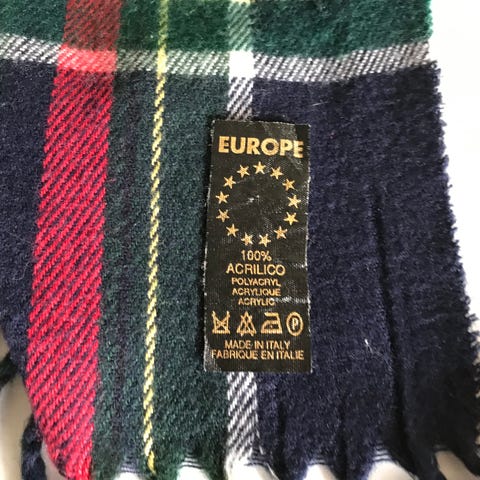 EUROPE
100%
ACRILICO
POLYACRYL
ACRYLIQUE
ACRYLIC
P
MADE IN ITALY
FABRIQUE EN ITALIE